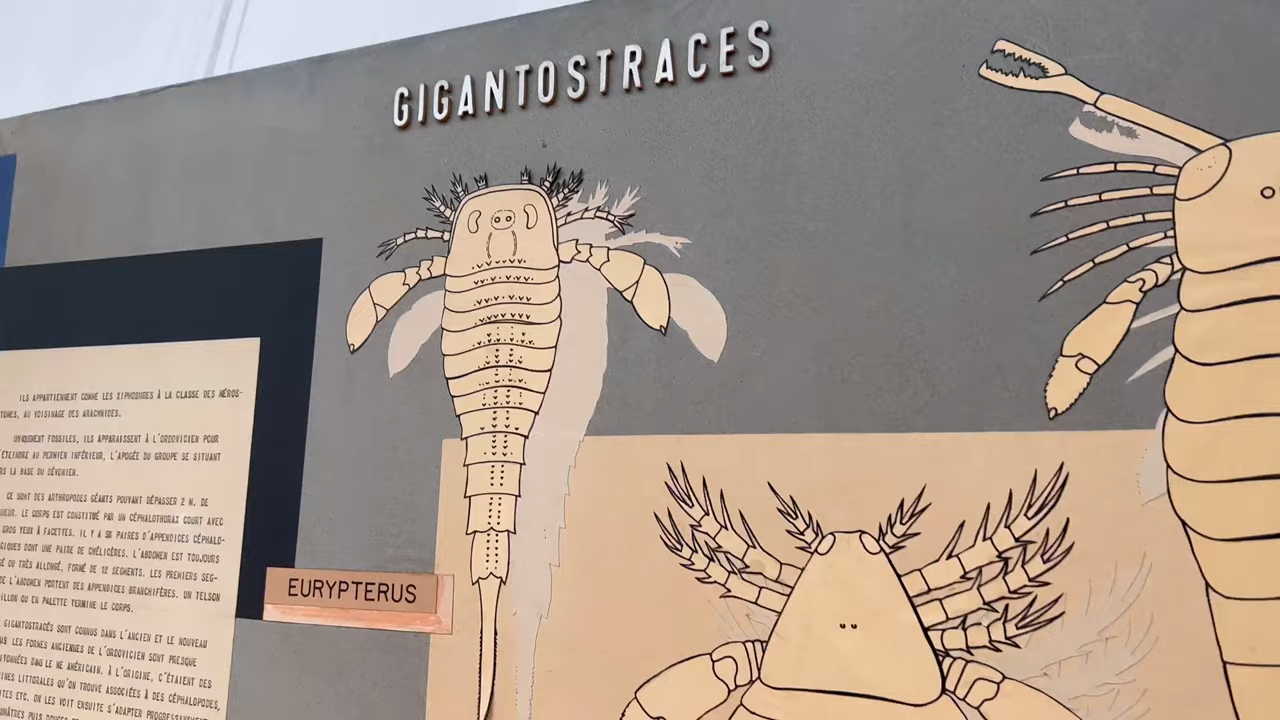 GIGANTOSTRACES
ILS APPARTIENNENT COMME LES XIPHOSURES À LA CLASSE DES MÉROS-
TOMES, AU VOISINAGE DES ARACHNIDES.
UNIQUEMENT FOSSILES, ILS APPARAISSENT À L'ORDOVICIEN POUR
S'ÉTEINDRE AU PERMIEN INFÉRIEUR, L'APOGÉE DU GROUPE SE SITUANT
LA BASE DU DÉVONIEN.
CE SONT DES ARTHROPODES GÉANTS POUVANT DÉPASSER 2 M. DE
GUEUR. LE CORPS EST CONSTITUÉ PAR UN CÉPHALOTHORAX COURT AVEC
GROS YEUX À FACETTES. IL Y A SIX PAIRES D'APPENDICES CÉPHALO-
GIQUES DONT UNE PAIRE DE CHÉLICÈRES. L'ABDOMEN EST TOUJOURS
OU TRÈS ALLONGÉ, FORMÉ DE 12 SEGMENTS. LES PREMIERS SEG-
DE L'ABDOMEN PORTENT DES APPENDICES BRANCHIFÈRES. UN TELSON
ILLON OU EN PALETTE TERMINE LE CORPS.
GIGANTOSTRACÉS SONT CONNUS DANS L'ANCIEN ET LE NOUVEAU
LES FORMES ANCIENNES DE L'ORDOVICIEN SONT PRESQUE
TONNÉES DANS LE NE AMÉRICAIN. À L'ORIGINE, C'ÉTAIENT DES
INES LITTORALES QU'ON TROUVE ASSOCIÉES À DES CÉPHALOPODES,
ITES ETC. ON LES VOIT ENSUITE S'ADAPTER PROGRESSIVEMENT
EURYPTERUS